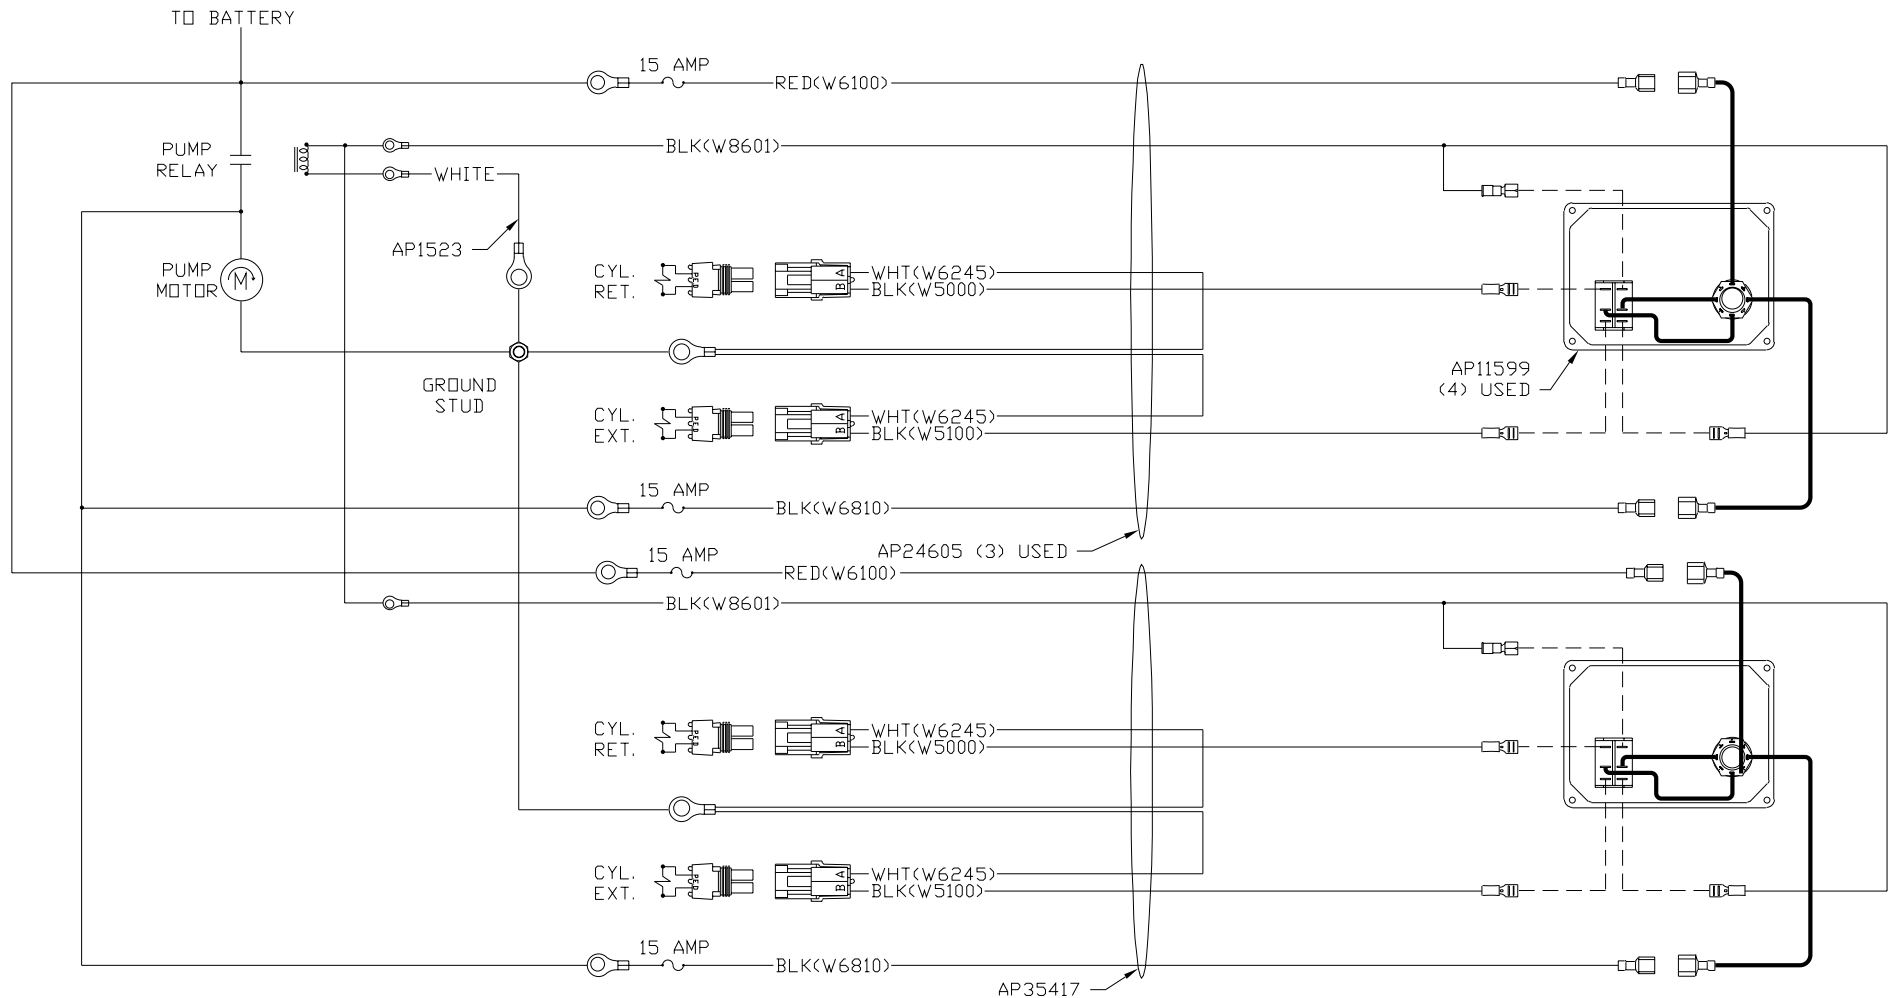 TO BATTERY
15 AMP
RED(W6100)
PUMP
RELAY
BLK(W8601)
WHITE
AP1523
PUMP
MOTOR
M
CYL.
RET.
A
B
WHT(W6245)
BLK(W5000)
GROUND
STUD
AP11599
(4) USED
CYL.
EXT.
A
B
WHT(W6245)
BLK(W5100)
15 AMP
BLK(W6810)
AP24605 (3) USED
15 AMP
RED(W6100)
BLK(W8601)
CYL.
RET.
A
B
WHT(W6245)
BLK(W5000)
CYL.
EXT.
A
B
WHT(W6245)
BLK(W5100)
15 AMP
BLK(W6810)
AP35417